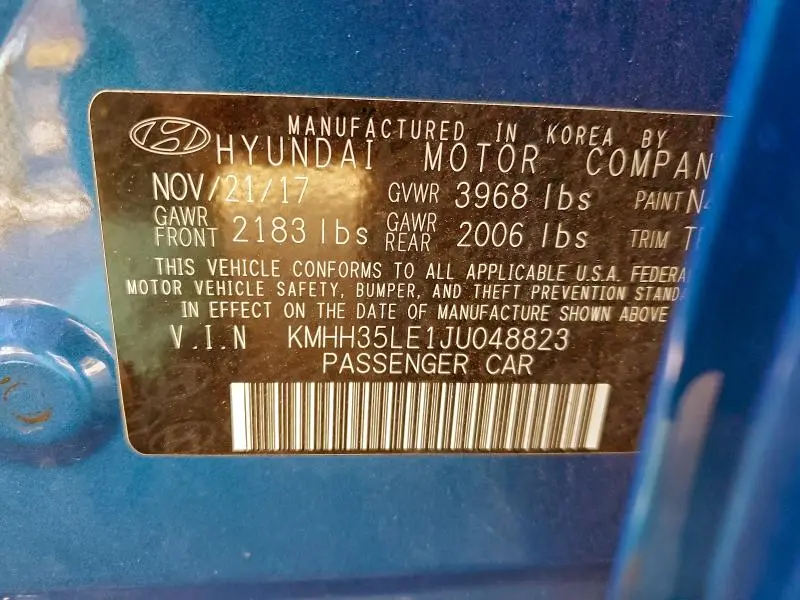 MANUFACTURED IN KOREA BY
HYUNDAI MOTOR
NOV/21/17 GVWR 3968 lbs PAINT
GAWR FRONT 2183 lbs GAWR REAR 2006 lbs TRIM
THIS VEHICLE CONFORMS TO ALL APPLICABLE U.S.A.
MOTOR VEHICLE SAFETY, BUMPER, AND THEFT PREVENTION
IN EFFECT ON THE DATE OF MANUFACTURE SHOWN ABOVE
V.I.N KMHH35LE1JU048823
PASSENGER CAR